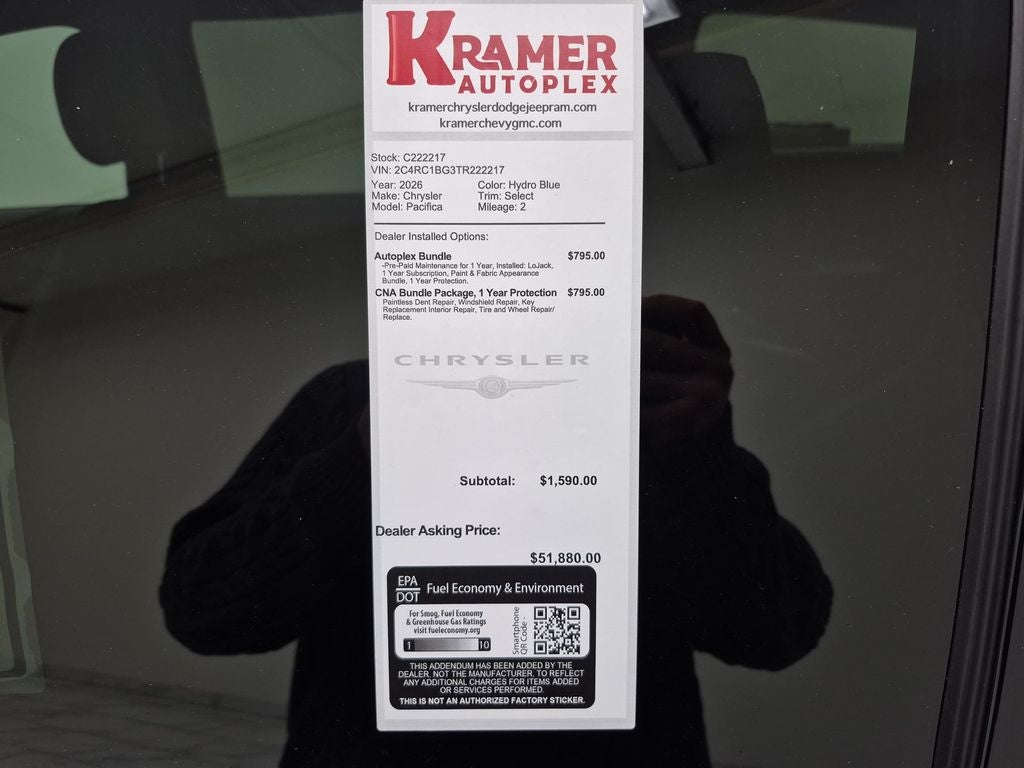 KRAMER
AUTOPLEX
kramerchryslerdodgejeepram.com
kramerchevygmc.com
Stock: C222217
VIN: 2C4RC1BG3TR222217
Year: 2026 Color: Hydro Blue
Make: Chrysler Trim: Select
Model: Pacifica Mileage: 2
Dealer Installed Options:
Autoplex Bundle $795.00
-Pre-Paid Maintenance for 1 Year, Installed: LoJack,
1 Year Subscription, Paint & Fabric Appearance
Bundle, 1 Year Protection.
CNA Bundle Package, 1 Year Protection $795.00
Paintless Dent Repair, Windshield Repair, Key
Replacement Interior Repair, Tire and Wheel Repair/
Replace.
CHRYSLER
Subtotal: $1,590.00
Dealer Asking Price:
$51,880.00
EPA
DOT Fuel Economy & Environment
For Smog, Fuel Economy
& Greenhouse Gas Ratings
visit fueleconomy.org
1 10
Smartphone
QR Code -
THIS ADDENDUM HAS BEEN ADDED BY THE
DEALER, NOT THE MANUFACTURER, TO REFLECT
ANY ADDITIONAL CHARGES FOR ITEMS ADDED
OR SERVICES PERFORMED.
THIS IS NOT AN AUTHORIZED FACTORY STICKER.